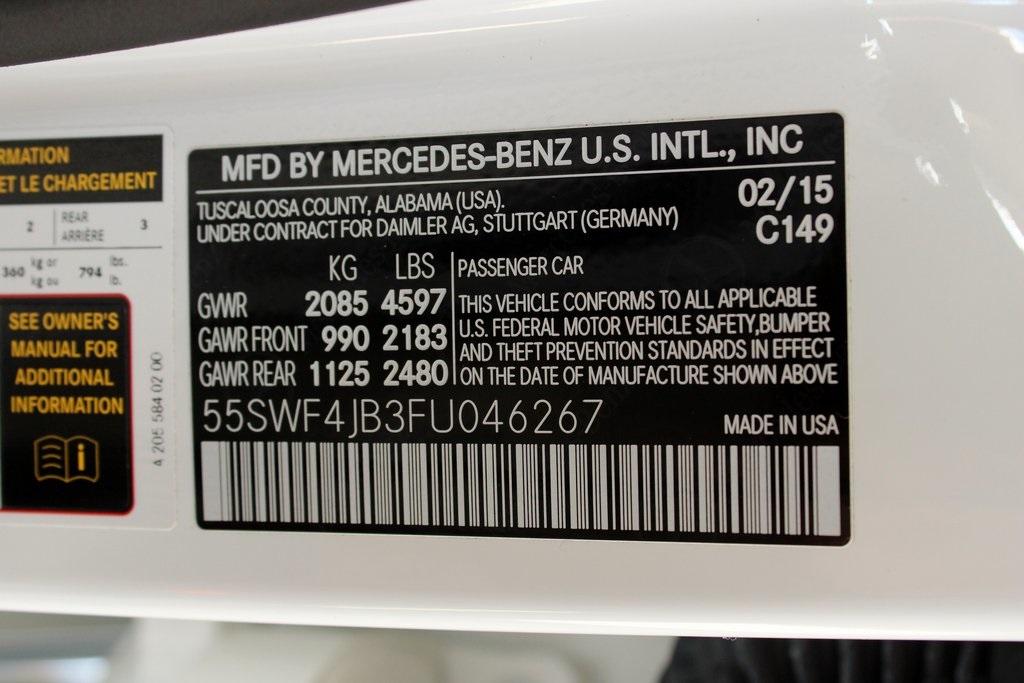 RMATION
ET LE CHARGEMENT
2 REAR ARRIÈRE 3
360 kg or kg ou 794 lbs. lb.
SEE OWNER'S
MANUAL FOR
ADDITIONAL
INFORMATION
i
A 205 584 02 00
MFD BY MERCEDES-BENZ U.S. INTL., INC
TUSCALOOSA COUNTY, ALABAMA (USA). 02/15
UNDER CONTRACT FOR DAIMLER AG, STUTTGART (GERMANY) C149
KG LBS
GVWR 2085 4597
GAWR FRONT 990 2183
GAWR REAR 1125 2480
PASSENGER CAR
THIS VEHICLE CONFORMS TO ALL APPLICABLE
U.S. FEDERAL MOTOR VEHICLE SAFETY,BUMPER
AND THEFT PREVENTION STANDARDS IN EFFECT
ON THE DATE OF MANUFACTURE SHOWN ABOVE
55SWF4JB3FU046267 MADE IN USA